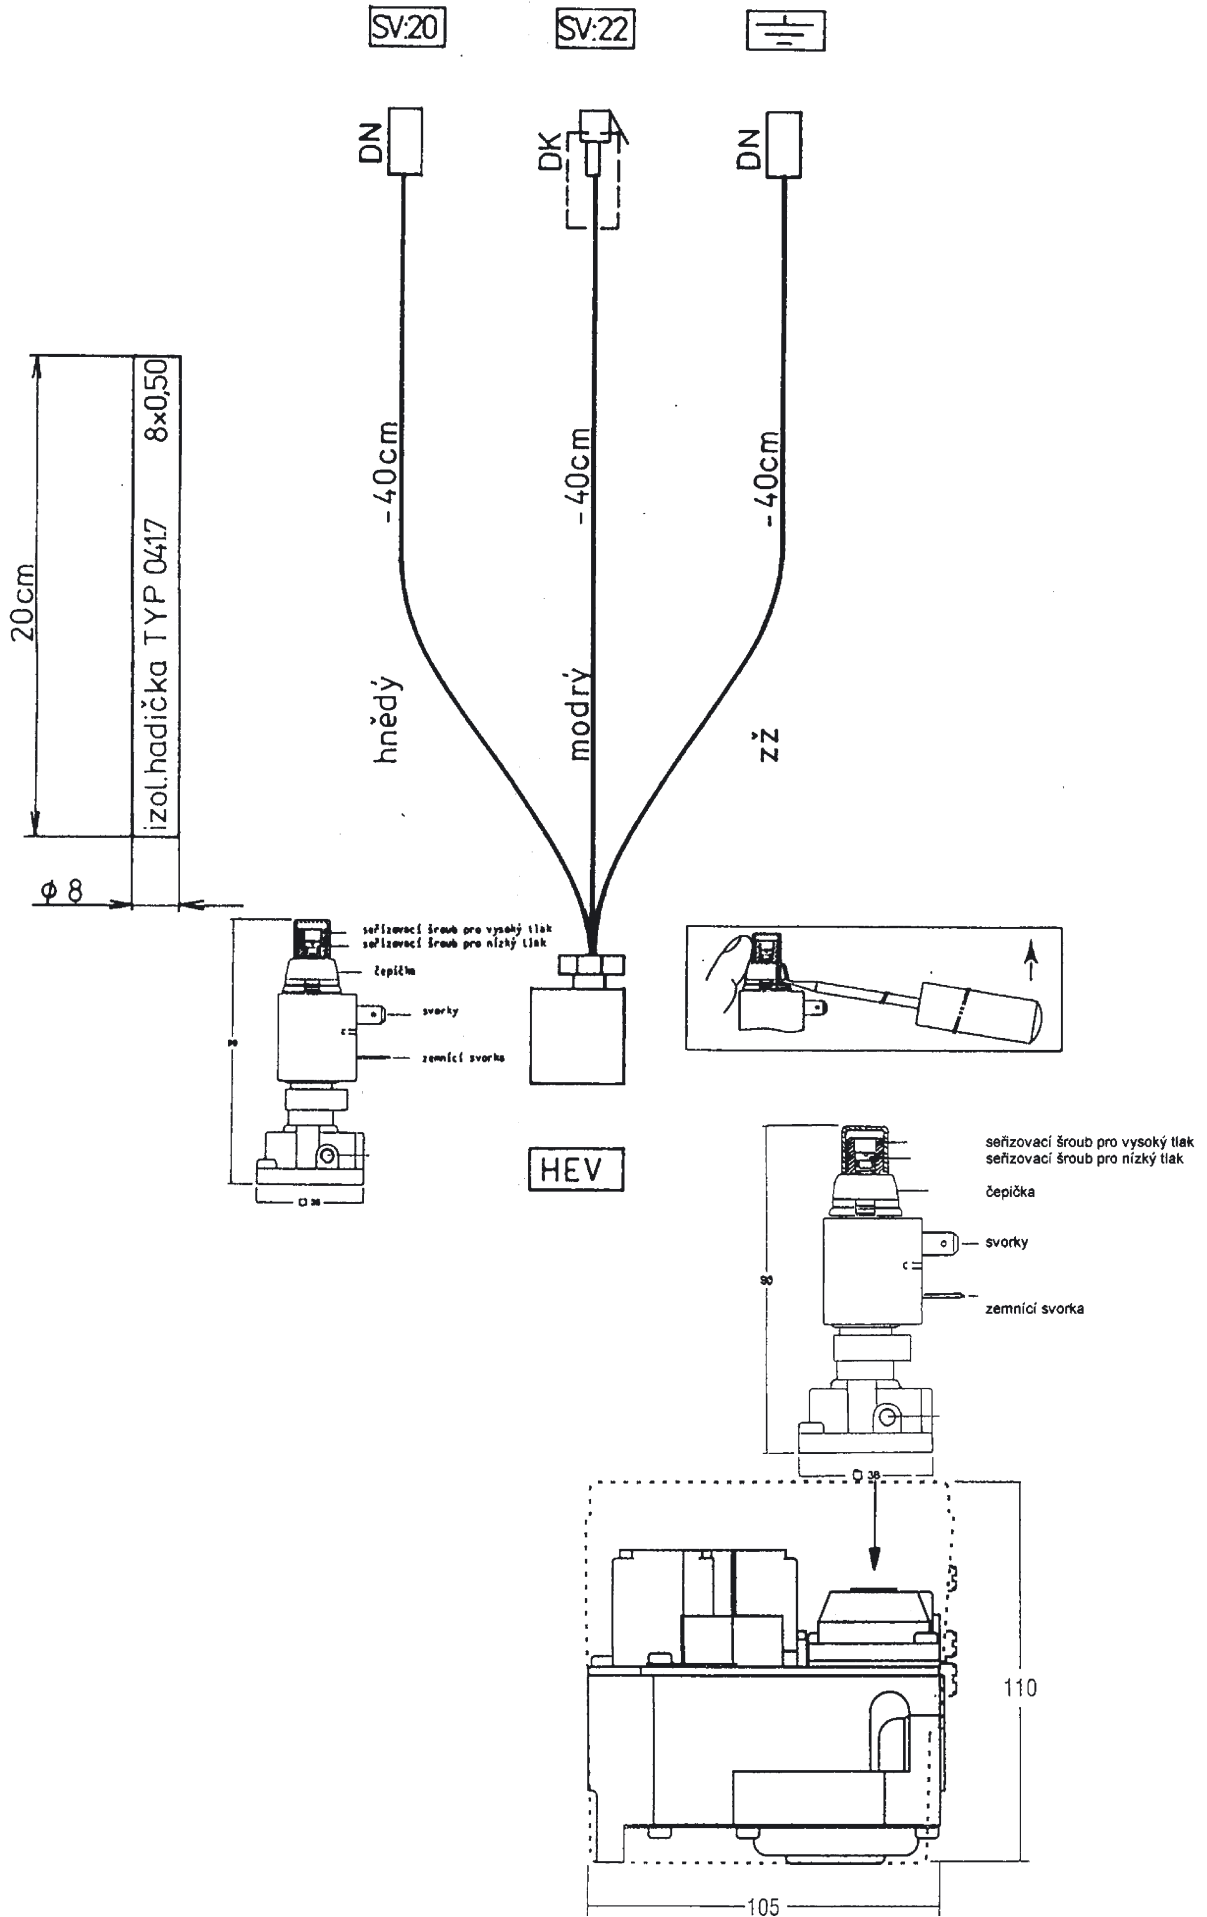 SV:20
SV:22
DN
DK
DN
-40cm
-40cm
-40cm
hnědý
modrý
zž
20cm
izol.hadička TYP 0417 8x0,50
ϕ 8
seřizovací šroub pro vysoký tlak
seřizovací šroub pro nízký tlak
čepička
svorky
zemnící svorka
36
HEV
seřizovací šroub pro vysoký tlak
seřizovací šroub pro nízký tlak
čepička
svorky
zemnící svorka
90
36
110
105